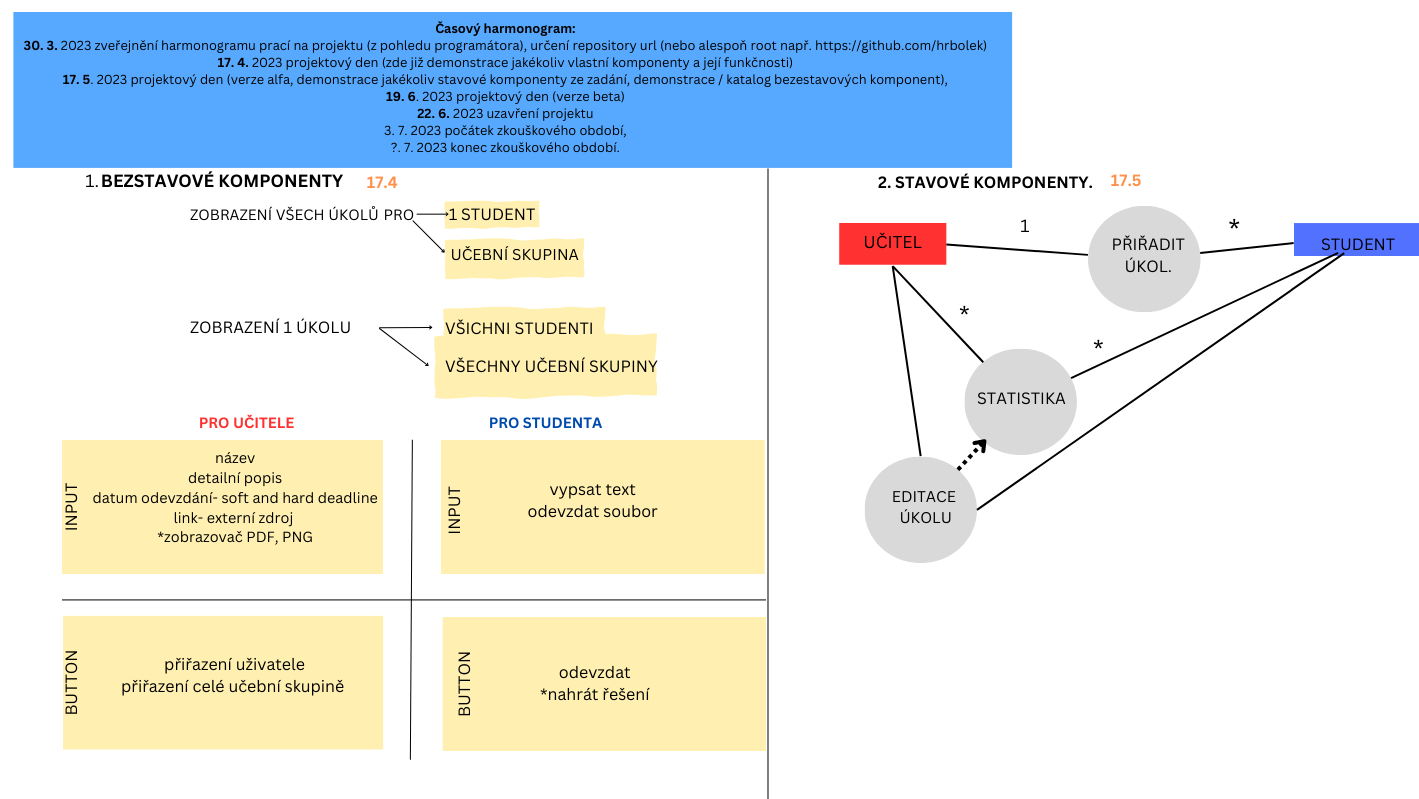 Časový harmonogram:
30. 3. 2023 zveřejnění harmonogramu prací na projektu (z pohledu programátora), určení repository url (nebo alespoň root např. https://github.com/hrbolek)
17. 4. 2023 projektový den (zde již demonstrace jakékoliv vlastní komponenty a její funkčnosti)
17. 5. 2023 projektový den (verze alfa, demonstrace jakékoliv stavové komponenty ze zadání, demonstrace / katalog bezestavových komponent),
19. 6. 2023 projektový den (verze beta)
22. 6. 2023 uzavření projektu
3. 7. 2023 počátek zkouškového období,
?. 7. 2023 konec zkouškového období.
1. BEZSTAVOVÉ KOMPONENTY 17.4
ZOBRAZENÍ VŠECH ÚKOLŮ PRO
1 STUDENT
UČEBNÍ SKUPINA
ZOBRAZENÍ 1 ÚKOLU
VŠICHNI STUDENTI
VŠECHNY UČEBNÍ SKUPINY
PRO UČITELE
PRO STUDENTA
INPUT
název
detailní popis
datum odevzdání- soft and hard deadline
link- externí zdroj
*zobrazovač PDF, PNG
INPUT
vypsat text
odevzdat soubor
BUTTON
přiřazení uživatele
přiřazení celé učební skupině
BUTTON
odevzdat
*nahrát řešení
2. STAVOVÉ KOMPONENTY. 17.5
UČITEL
1
PŘIŘADIT
ÚKOL.
*
STUDENT
*
*
STATISTIKA
EDITACE
ÚKOLU